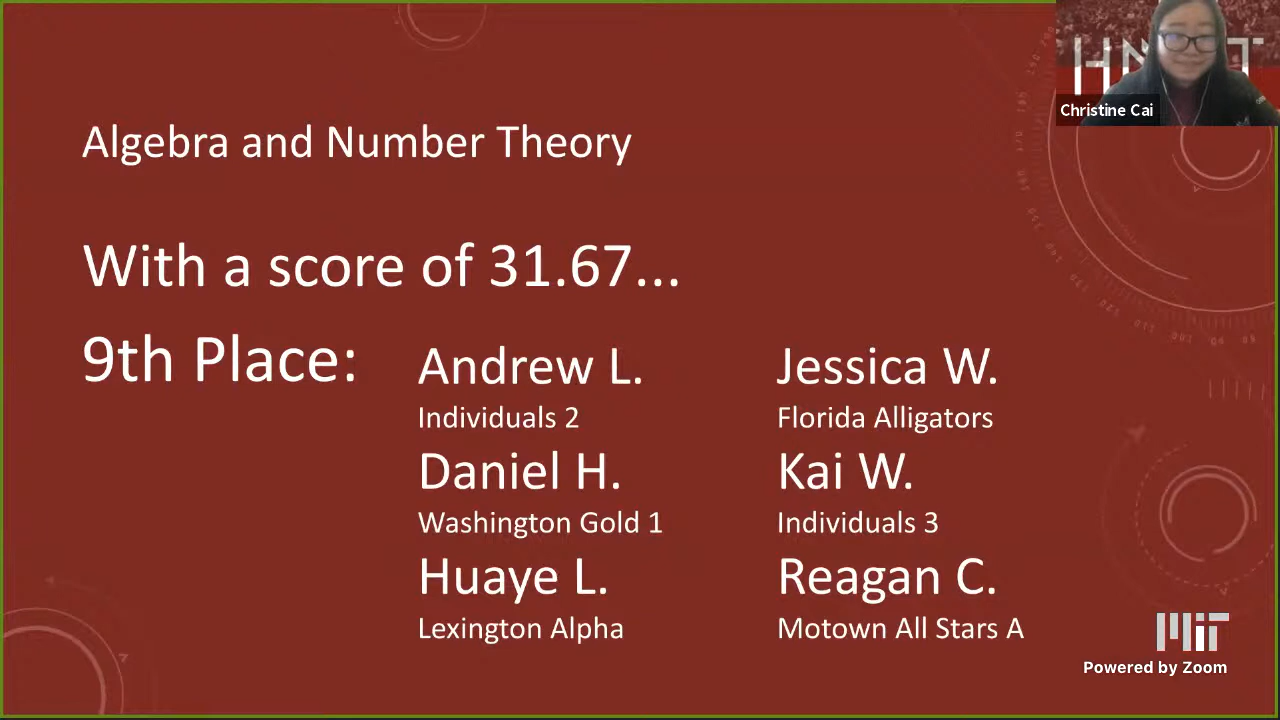 Algebra and Number Theory
With a score of 31.67...
9th Place:
Andrew L.
Individuals 2
Daniel H.
Washington Gold 1
Huaye L.
Lexington Alpha
Jessica W.
Florida Alligators
Kai W.
Individuals 3
Reagan C.
Motown All Stars A
Christine Cai
MIT
Powered by Zoom